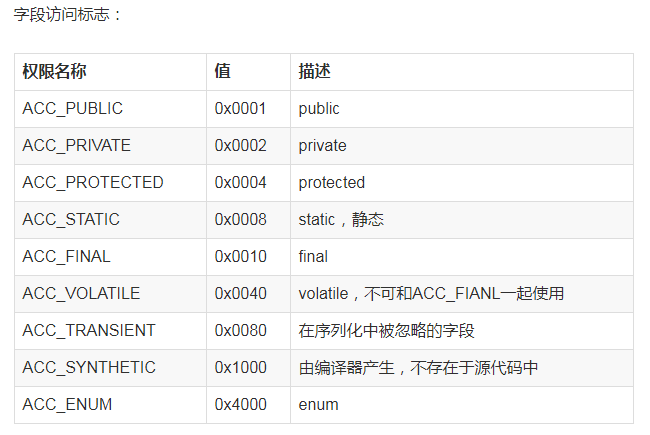 字段访问标志：
权限名称 值 描述
ACC_PUBLIC 0x0001 public
ACC_PRIVATE 0x0002 private
ACC_PROTECTED 0x0004 protected
ACC_STATIC 0x0008 static，静态
ACC_FINAL 0x0010 final
ACC_VOLATILE 0x0040 volatile，不可和ACC_FIANL一起使用
ACC_TRANSIENT 0x0080 在序列化中被忽略的字段
ACC_SYNTHETIC 0x1000 由编译器产生，不存在于源代码中
ACC_ENUM 0x4000 enum